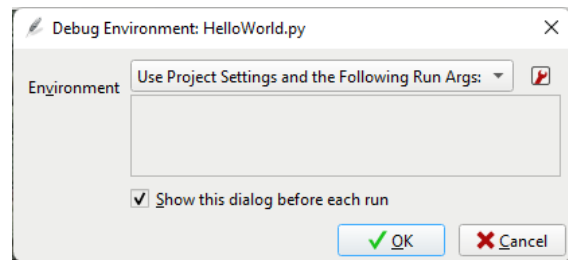 Debug Environment: HelloWorld.py
Environment
Use Project Settings and the Following Run Args:
Show this dialog before each run
OK
Cancel